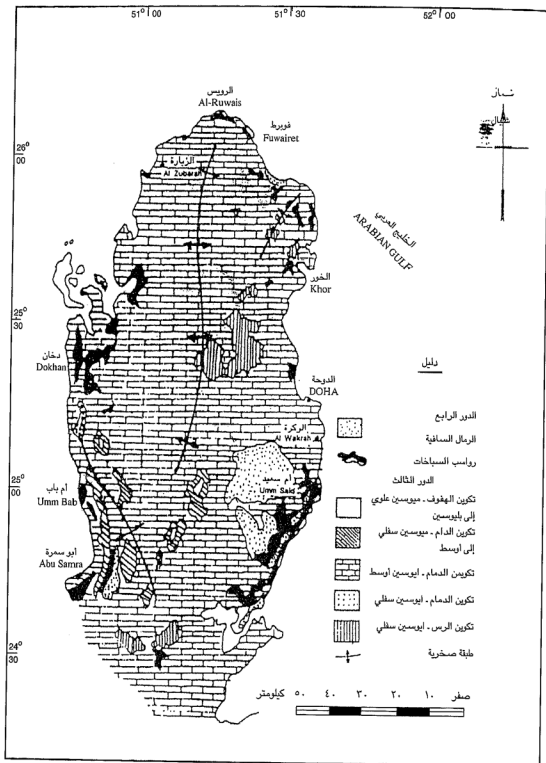 51° 00
51° 30
52° 00
شمال
شمال
الرويس
Al-Ruwais
فويرط
Fuwairet
26°
00
الزبارة
Al Zubarah
الخليج العربي
ARABIAN GULF
الخور
Khor
25°
30
دخان
Dokhan
الدوحة
DOHA
دليل
الدور الرابع
الرمال السافية
رواسب السباخات
الدور الثالث
تكوين الهفوف - ميوسين علوي
إلى بليوسين
تكوين الدام - ميوسين سفلي
إلى اوسط
تكوين الدمام - ايوسين اوسط
تكوين الدمام - ايوسين سفلي
تكوين الرس - ايوسين سفلي
طبقة صخرية
الوكرة
Al Wakrah
أم سعيد
Umm Said
25°
00
أم باب
Umm Bab
أبو سمرة
Abu Samra
24°
30
صفر ١٠ ٢٠ ٣٠ ٤٠ ٥٠ كيلومتر